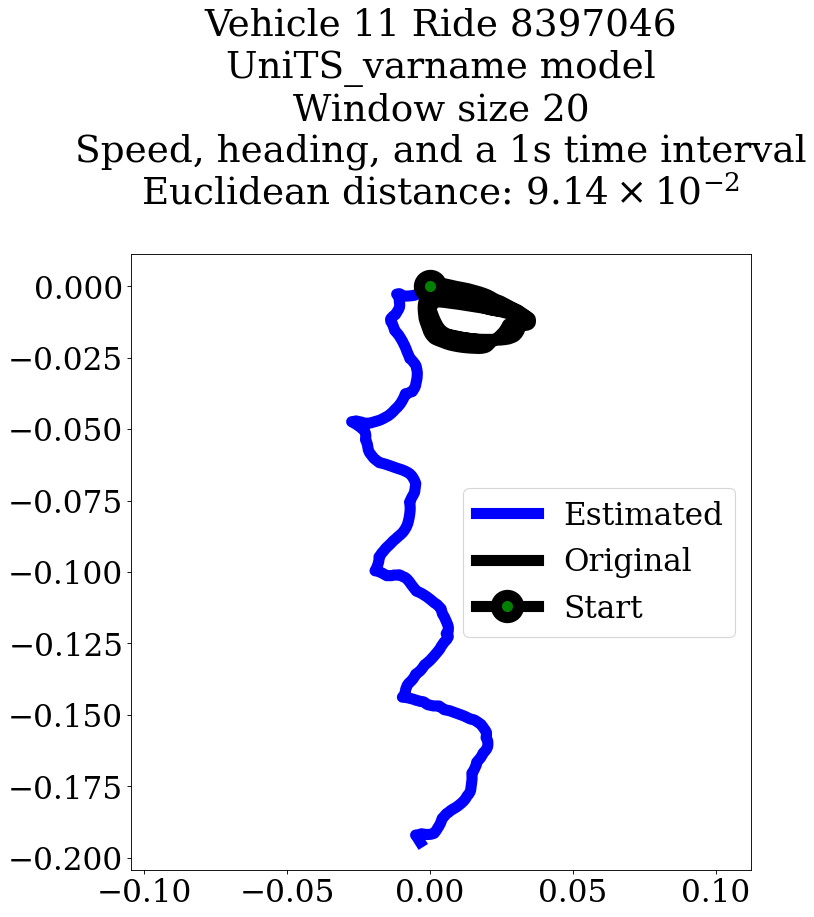 Vehicle 11 Ride 8397046
UniTS_varname model
Window size 20
Speed, heading, and a 1s time interval
Euclidean distance: 9.14 × 10⁻²
0.000
−0.025
−0.050
−0.075
−0.100
−0.125
−0.150
−0.175
−0.200
Estimated
Original
Start
−0.10
−0.05
0.00
0.05
0.10